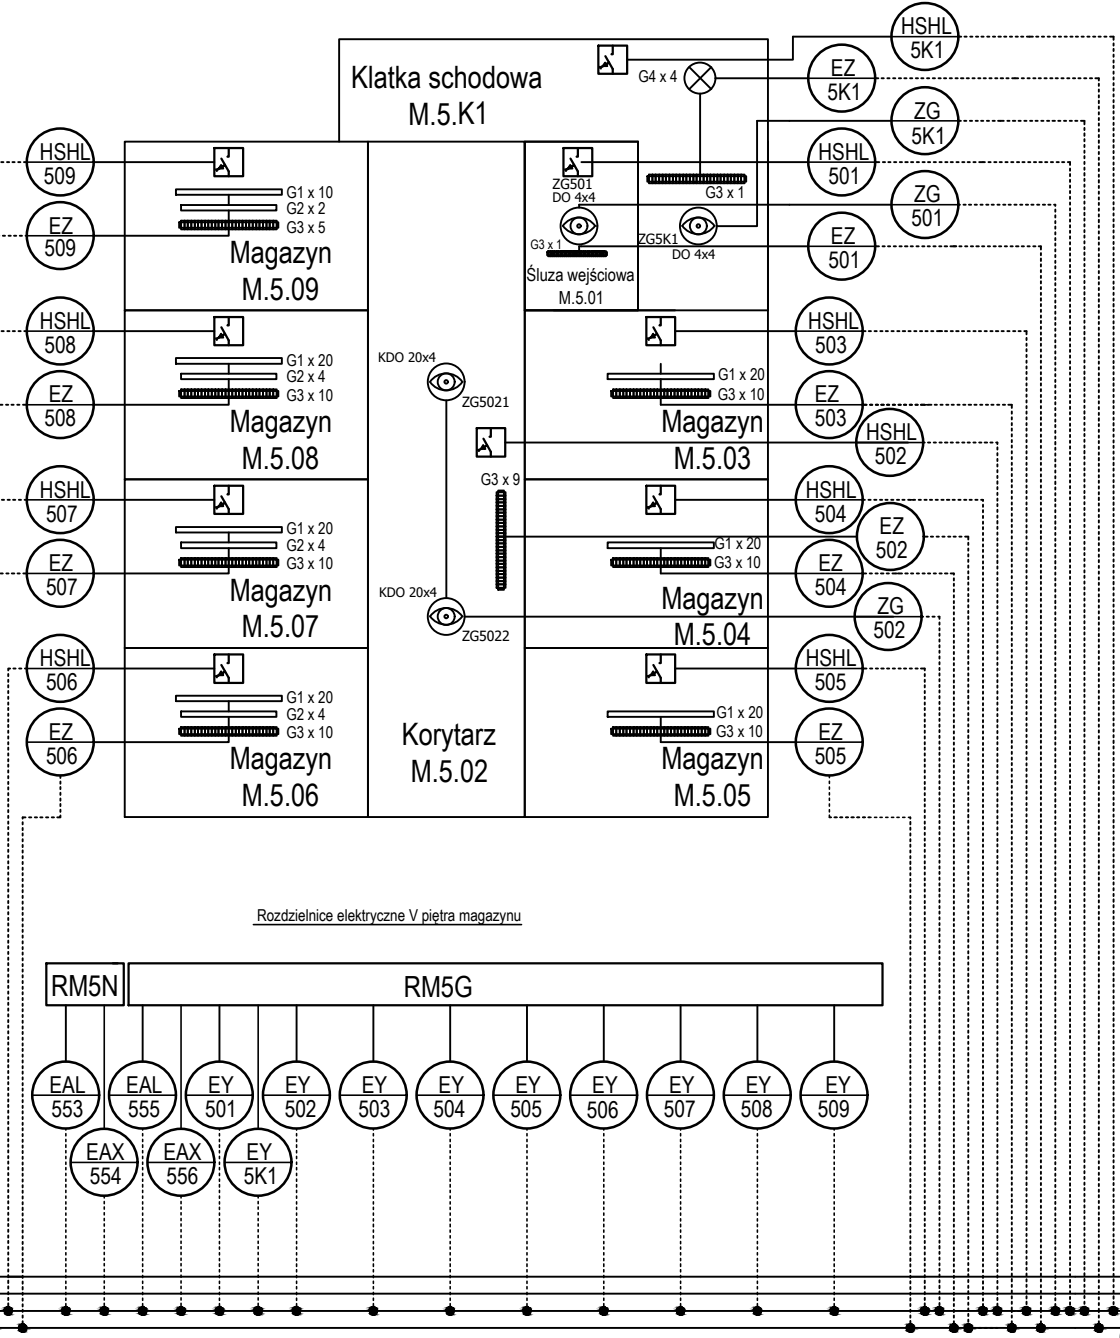 HSHL
5K1
Klatka schodowa
M.5.K1
G4 x 4
EZ
5K1
ZG
5K1
HSHL
509
HSHL
501
ZG501
DO 4x4
G3 x 1
ZG
501
G1 x 10
G2 x 2
G3 x 5
EZ
509
Magazyn
M.5.09
G3 x 1
ZG5K1
DO 4x4
EZ
501
Śluza wejściowa
M.5.01
HSHL
508
HSHL
503
G1 x 20
G2 x 4
G3 x 10
EZ
508
Magazyn
M.5.08
KDO 20x4
ZG5021
G1 x 20
G3 x 10
EZ
503
Magazyn
M.5.03
HSHL
502
HSHL
507
G3 x 9
HSHL
504
G1 x 20
G2 x 4
G3 x 10
EZ
507
Magazyn
M.5.07
EZ
502
G1 x 20
G3 x 10
EZ
504
KDO 20x4
ZG5022
Magazyn
M.5.04
ZG
502
HSHL
506
HSHL
505
G1 x 20
G2 x 4
G3 x 10
EZ
506
Magazyn
M.5.06
Korytarz
M.5.02
G1 x 20
G3 x 10
EZ
505
Magazyn
M.5.05
Rozdzielnice elektryczne V piętra magazynu
RM5N
RM5G
EAL
553
EAL
555
EY
501
EY
502
EY
503
EY
504
EY
505
EY
506
EY
507
EY
508
EY
509
EAX
554
EAX
556
EY
5K1